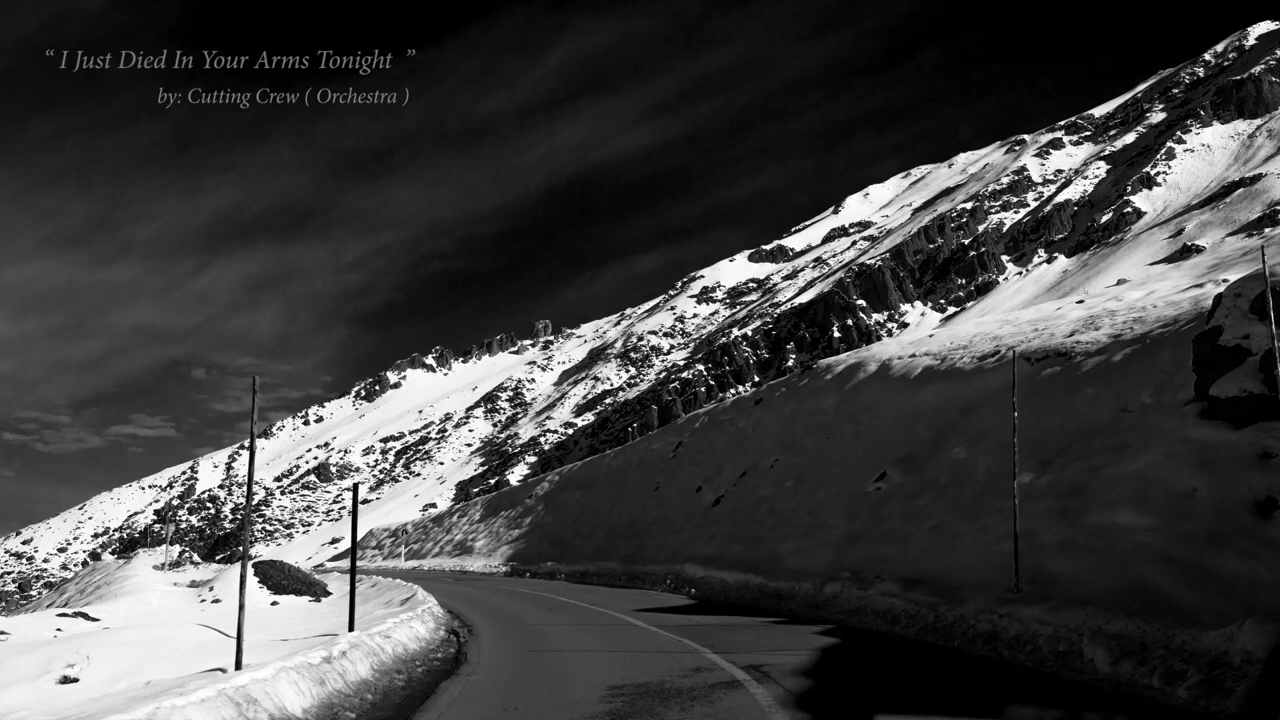 “ I Just Died In Your Arms Tonight ”
by: Cutting Crew ( Orchestra )